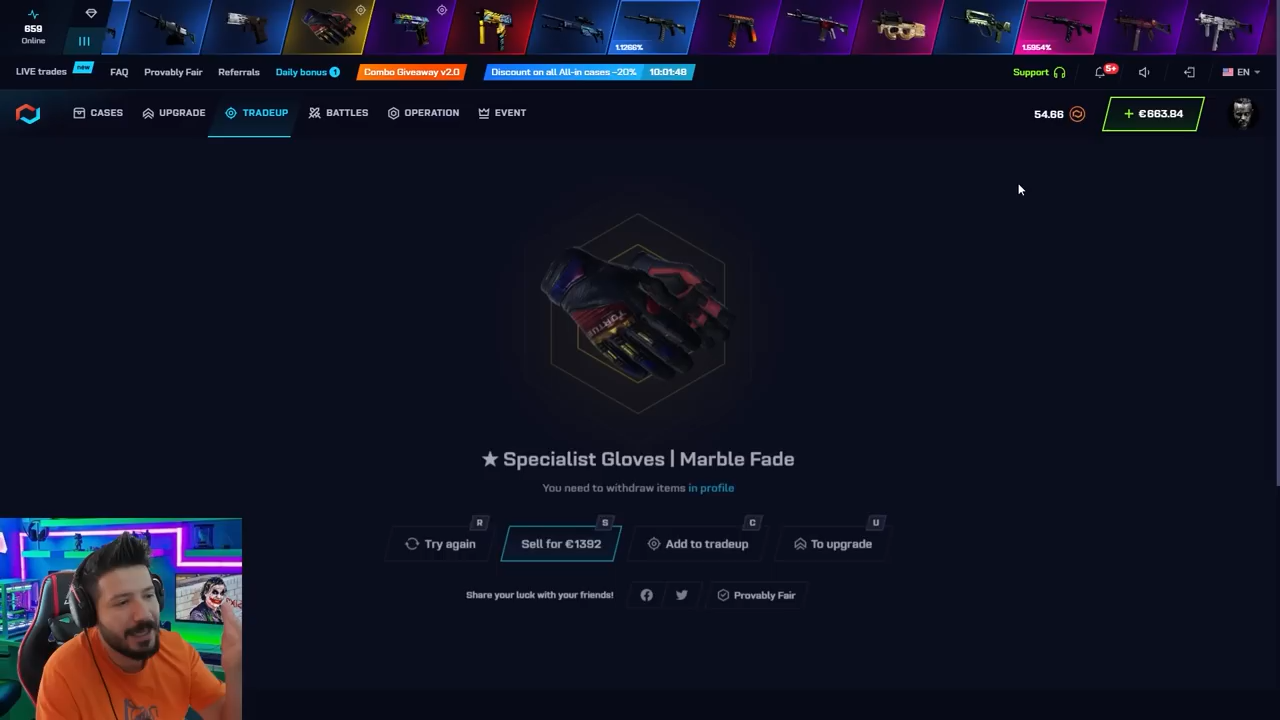 659
Online
1.1266%
1.5954%
LIVE trades
new
FAQ
Provably Fair
Referrals
Daily bonus 1
Combo Giveaway v2.0
Discount on all All-in cases –20%
10:01:46
Support
5+
EN
CASES
UPGRADE
TRADEUP
BATTLES
OPERATION
EVENT
54.66
+ €663.84
★ Specialist Gloves | Marble Fade
You need to withdraw items in profile
R
Try again
S
Sell for €1392
C
Add to tradeup
U
To upgrade
Share your luck with your friends!
Provably Fair